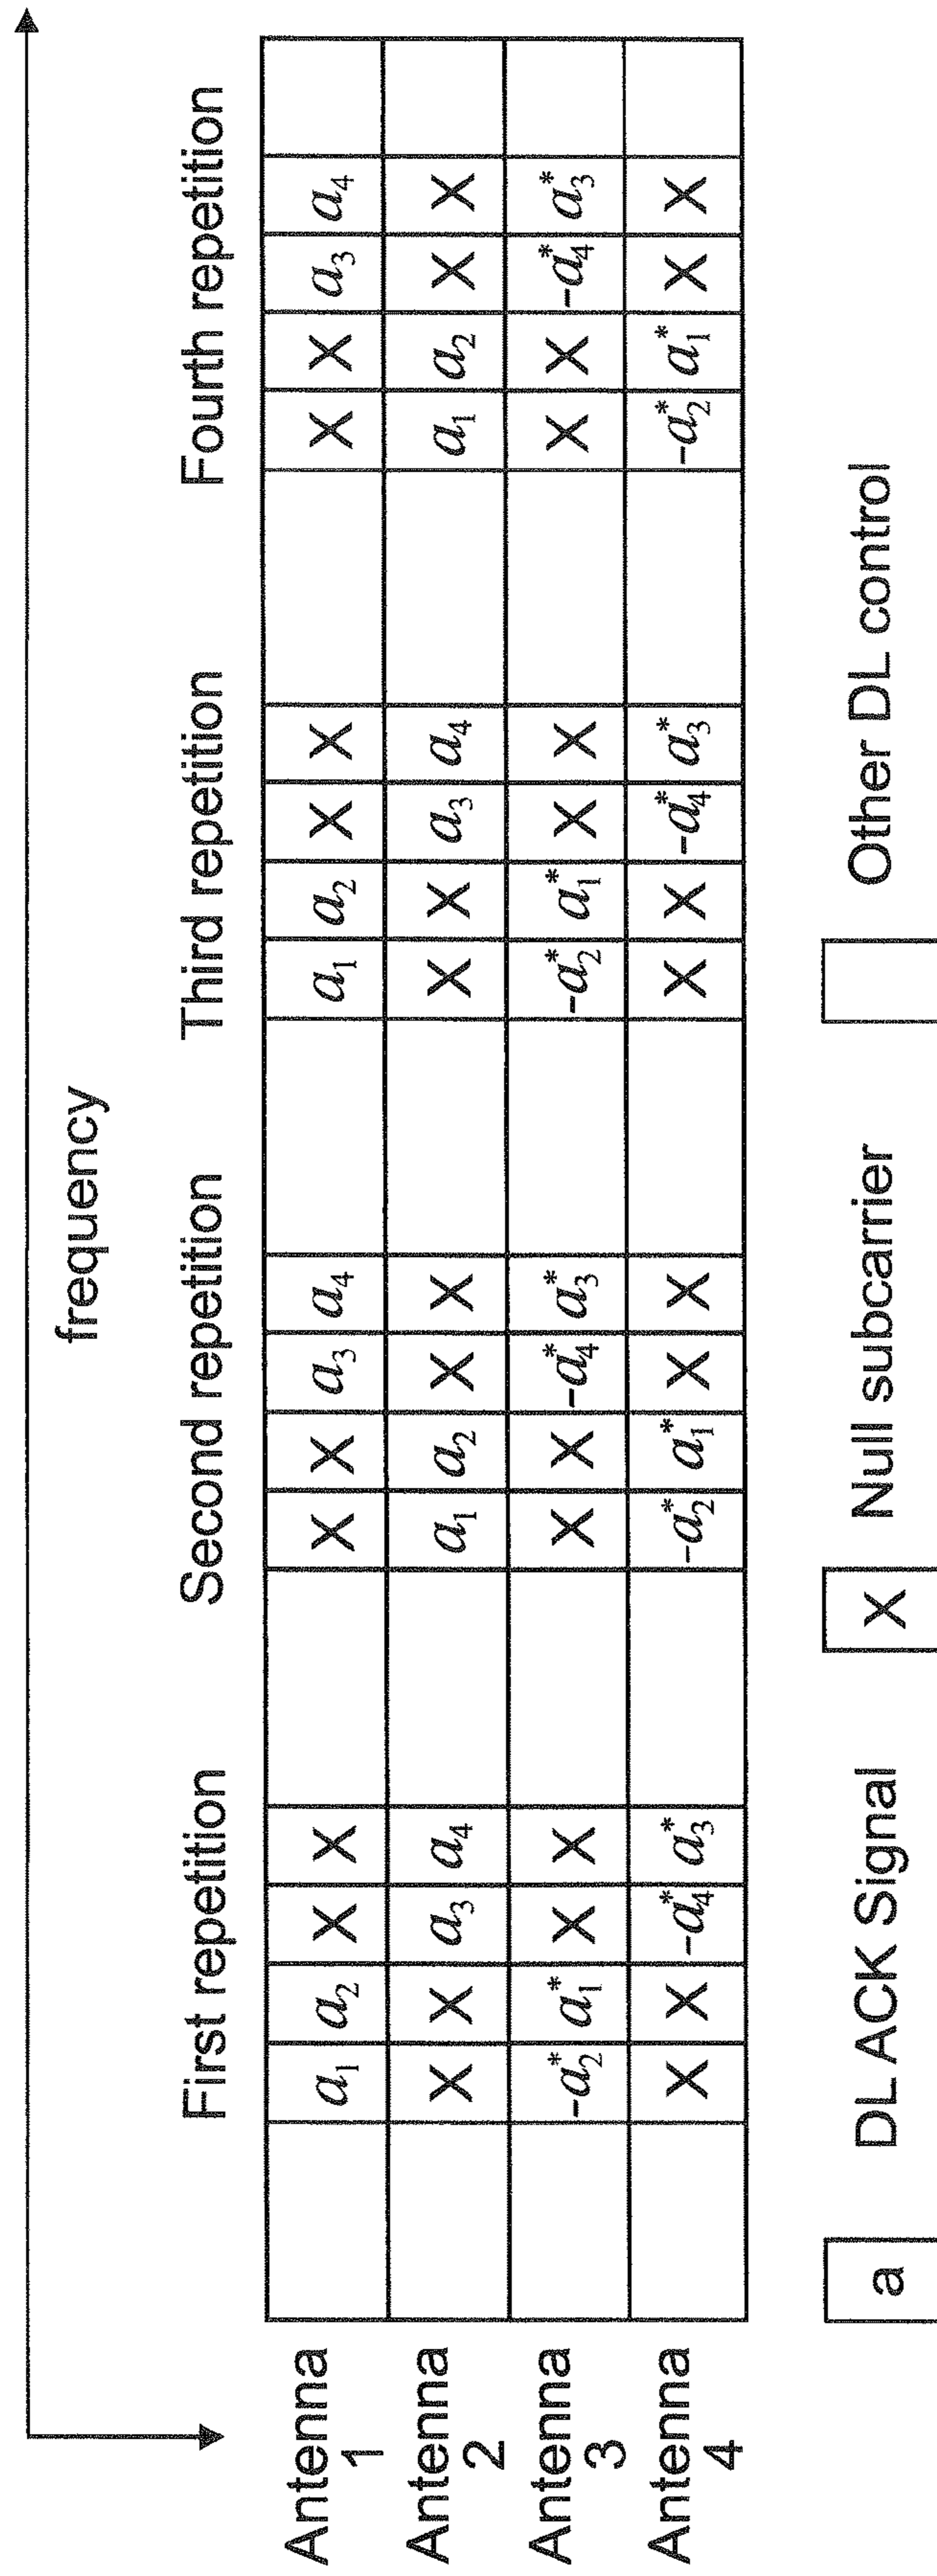 frequency
First repetition Second repetition Third repetition Fourth repetition
Antenna 1 a₁ a₂ X X X X a₃ a₄ a₁ a₂ X X X X a₃ a₄
Antenna 2 X X a₃ a₄ a₁ a₂ X X X X a₃ a₄ a₁ a₂ X X
Antenna 3 -a₂* a₁* X X X X -a₄* a₃* -a₂* a₁* X X X X -a₄* a₃*
Antenna 4 X X -a₄* a₃* -a₂* a₁* X X X X -a₄* a₃* -a₂* a₁* X X
a DL ACK Signal X Null subcarrier Other DL control